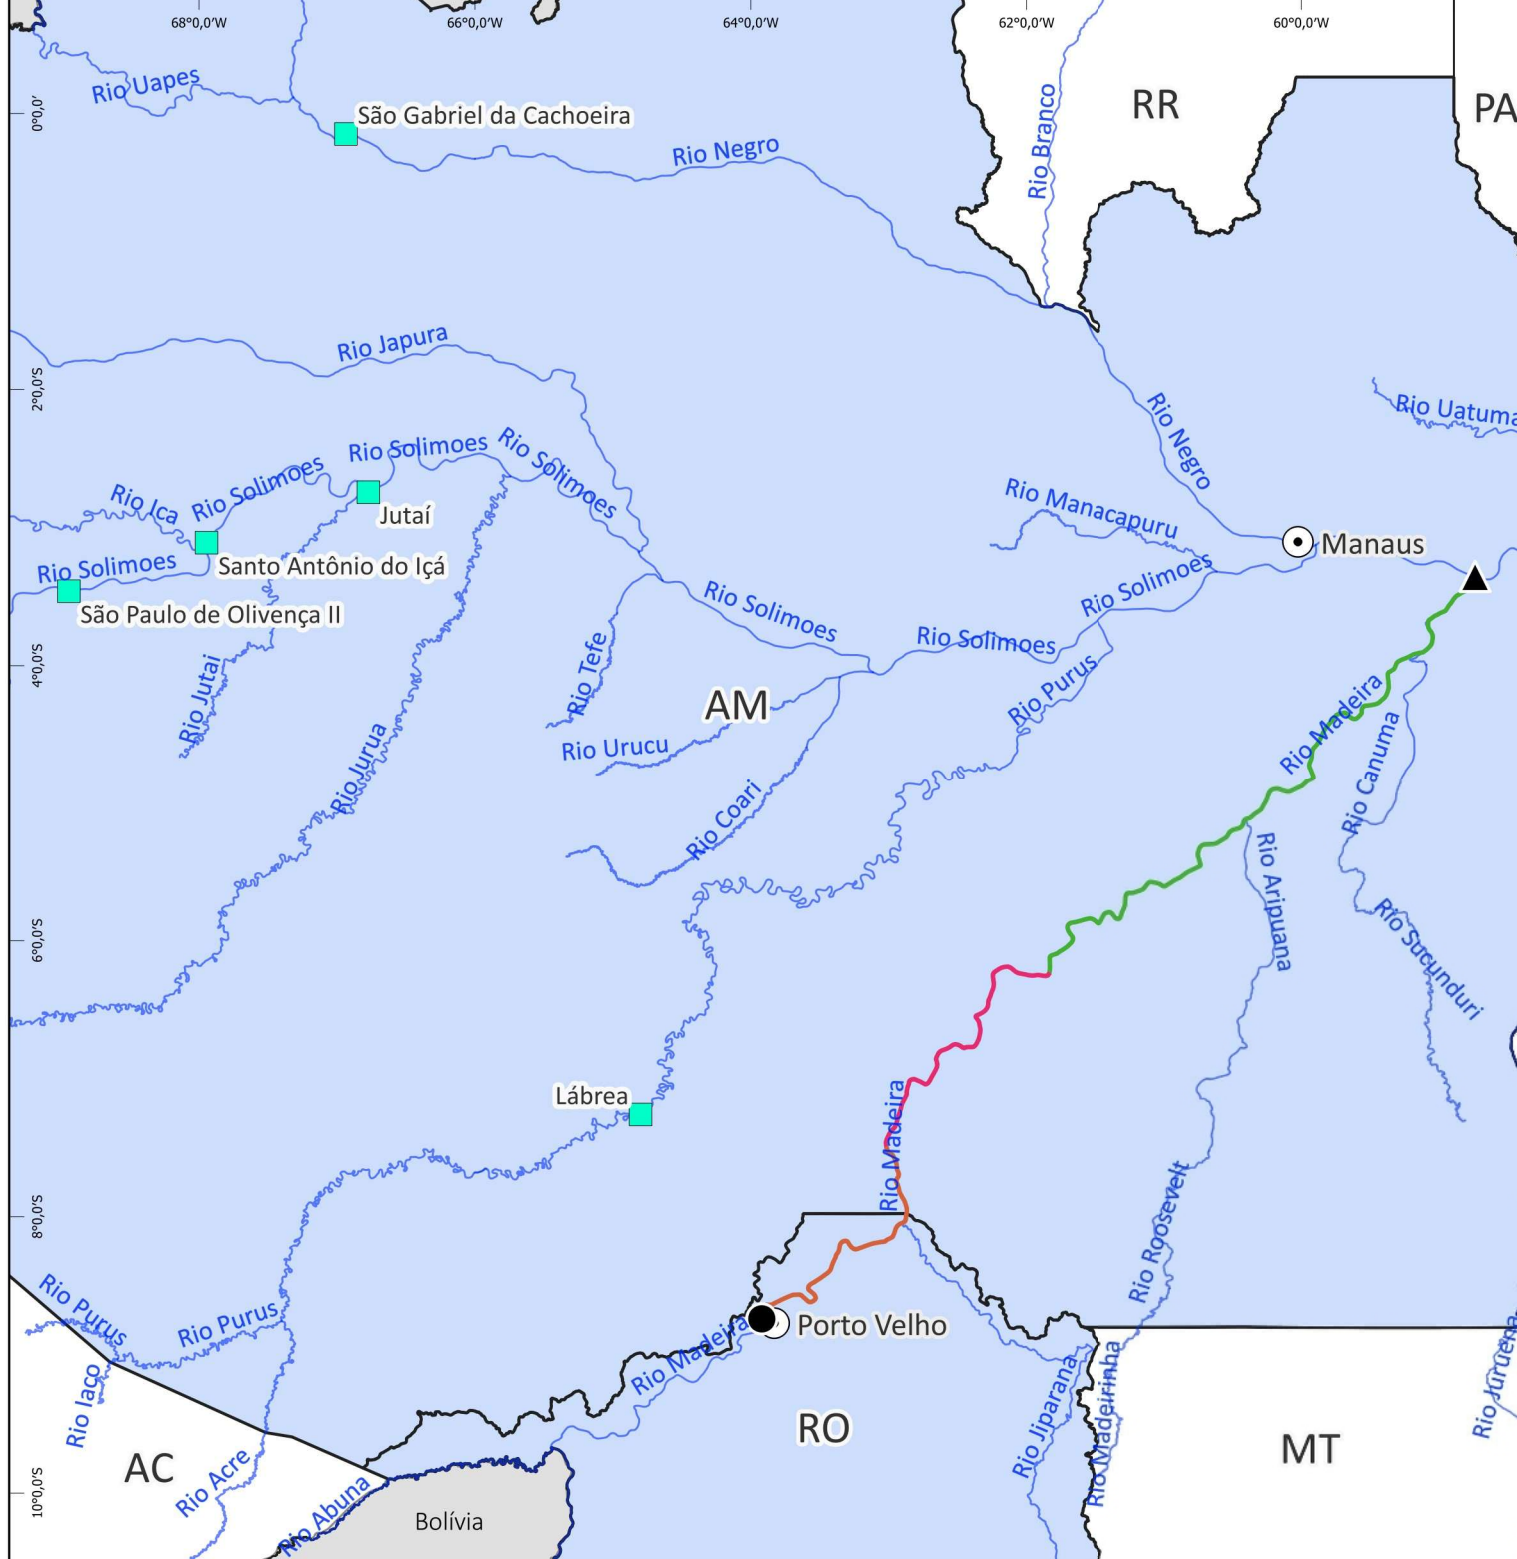 68°0,0'W
66°0,0'W
64°0,0'W
62°0,0'W
60°0,0'W
Rio Uapes
São Gabriel da Cachoeira
Rio Negro
Rio Branco
RR
PA
0°0,0'
Rio Japura
2°0,0'S
Rio Negro
Rio Uatuma
Rio Solimoes
Rio Solimoes
Rio Solimoes
Rio Ica
Jutaí
Rio Manacapuru
Manaus
Santo Antônio do Içá
Rio Solimoes
São Paulo de Olivença II
Rio Solimoes
Rio Solimoes
Rio Solimoes
4°0,0'S
Rio Jutai
Rio Tefe
AM
Rio Purus
Rio Madeira
Rio Urucu
Rio Jurua
Rio Coari
Rio Canuma
Rio Aripuana
6°0,0'S
Rio Sucunduri
Lábrea
Rio Madeira
8°0,0'S
Rio Roosevelt
Rio Purus
Rio Purus
Porto Velho
Rio Madeira
Rio Iaco
Rio Jiparana
Rio Madeirinha
Rio Juruena
RO
MT
AC
Rio Acre
10°0,0'S
Rio Abuna
Bolívia